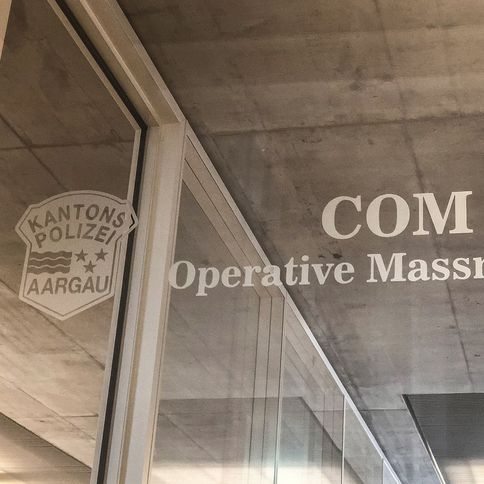 KANTONS
POLIZEI
AARGAU
COM
Operative Massn